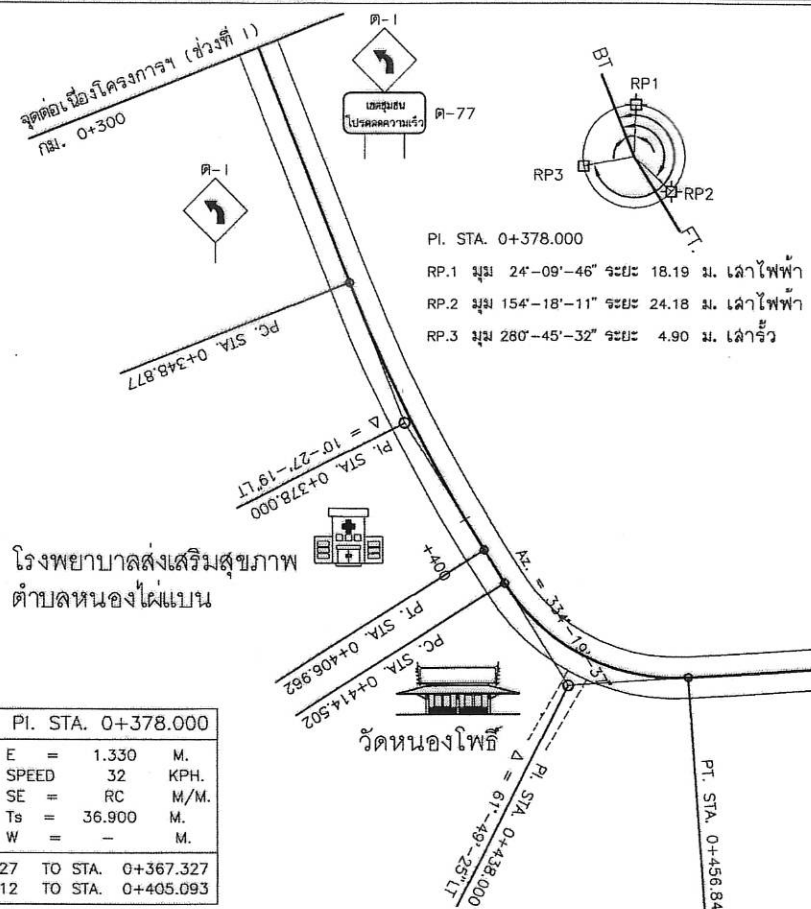 จุดต่อเนื่องโครงการฯ (ช่วงที่ 1)
กม. 0+300
ต-1
เขตชุมชน
โปรดลดความเร็ว
ต-77
ต-1
BT
RP1
RP3
RP2
FT.
PI. STA. 0+378.000
RP.1 มุม 24°-09'-46" ระยะ 18.19 ม. เสาไฟฟ้า
RP.2 มุม 154°-18'-11" ระยะ 24.18 ม. เสาไฟฟ้า
RP.3 มุม 280°-45'-32" ระยะ 4.90 ม. เสารั้ว
PC. STA. 0+348.877
PI. STA. 0+378.000
Δ = 10°-27'-19"LT
โรงพยาบาลส่งเสริมสุขภาพ
ตำบลหนองไผ่แบน
+400
Az. = 334°-19'-37"
PT. STA. 0+406.962
PC. STA. 0+414.502
วัดหนองโพธิ์
PI. STA. 0+438.000
Δ = 61°-49'-25"LT
PT. STA. 0+456.84
PI. STA. 0+378.000
E = 1.330 M.
SPEED 32 KPH.
SE = RC M/M.
Ts = 36.900 M.
W = – M.
27 TO STA. 0+367.327
12 TO STA. 0+405.093